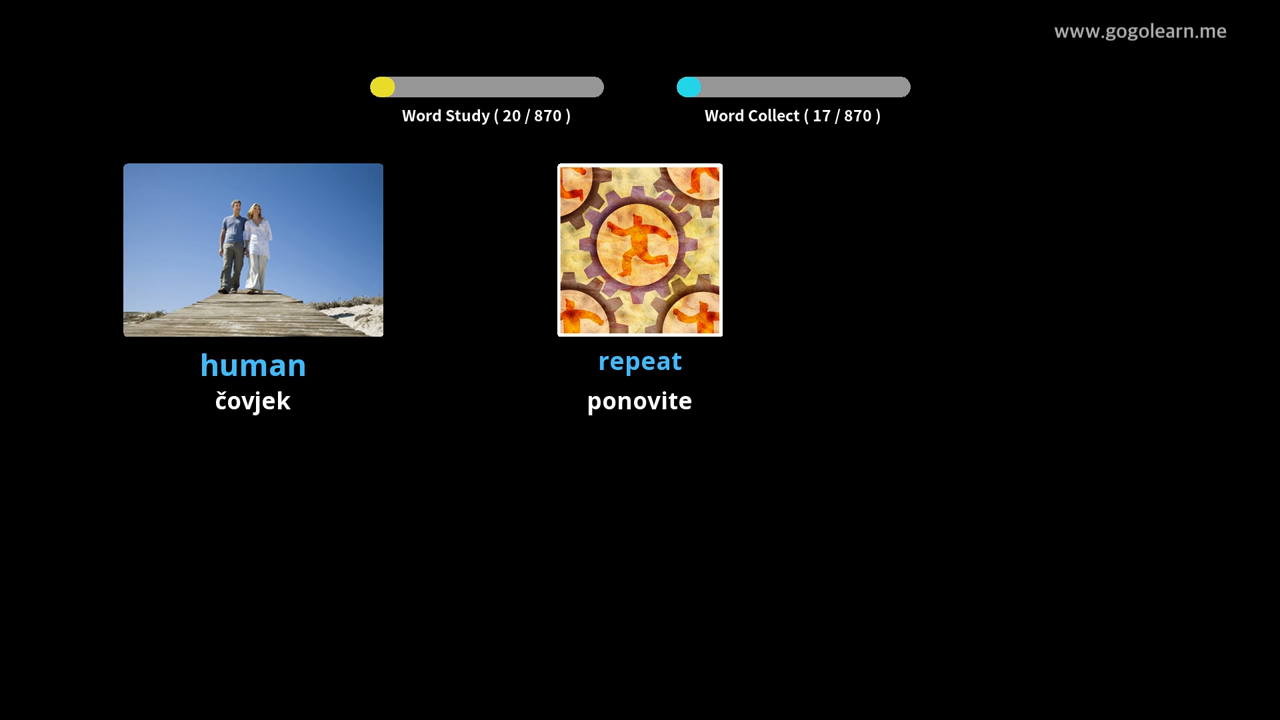 www.gogolearn.me
Word Study ( 20 / 870 )
Word Collect ( 17 / 870 )
human
čovjek
repeat
ponovite